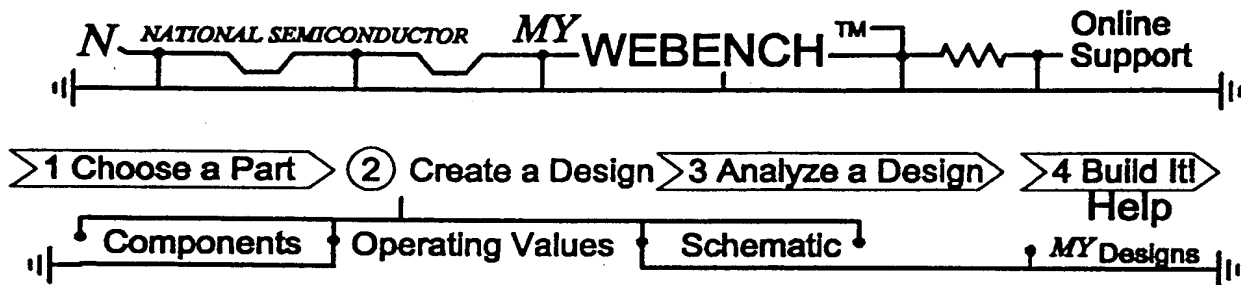 N NATIONAL SEMICONDUCTOR MY WEBENCH™ Online Support
1 Choose a Part 2 Create a Design 3 Analyze a Design 4 Build It!
Help
Components Operating Values Schematic
MY Designs